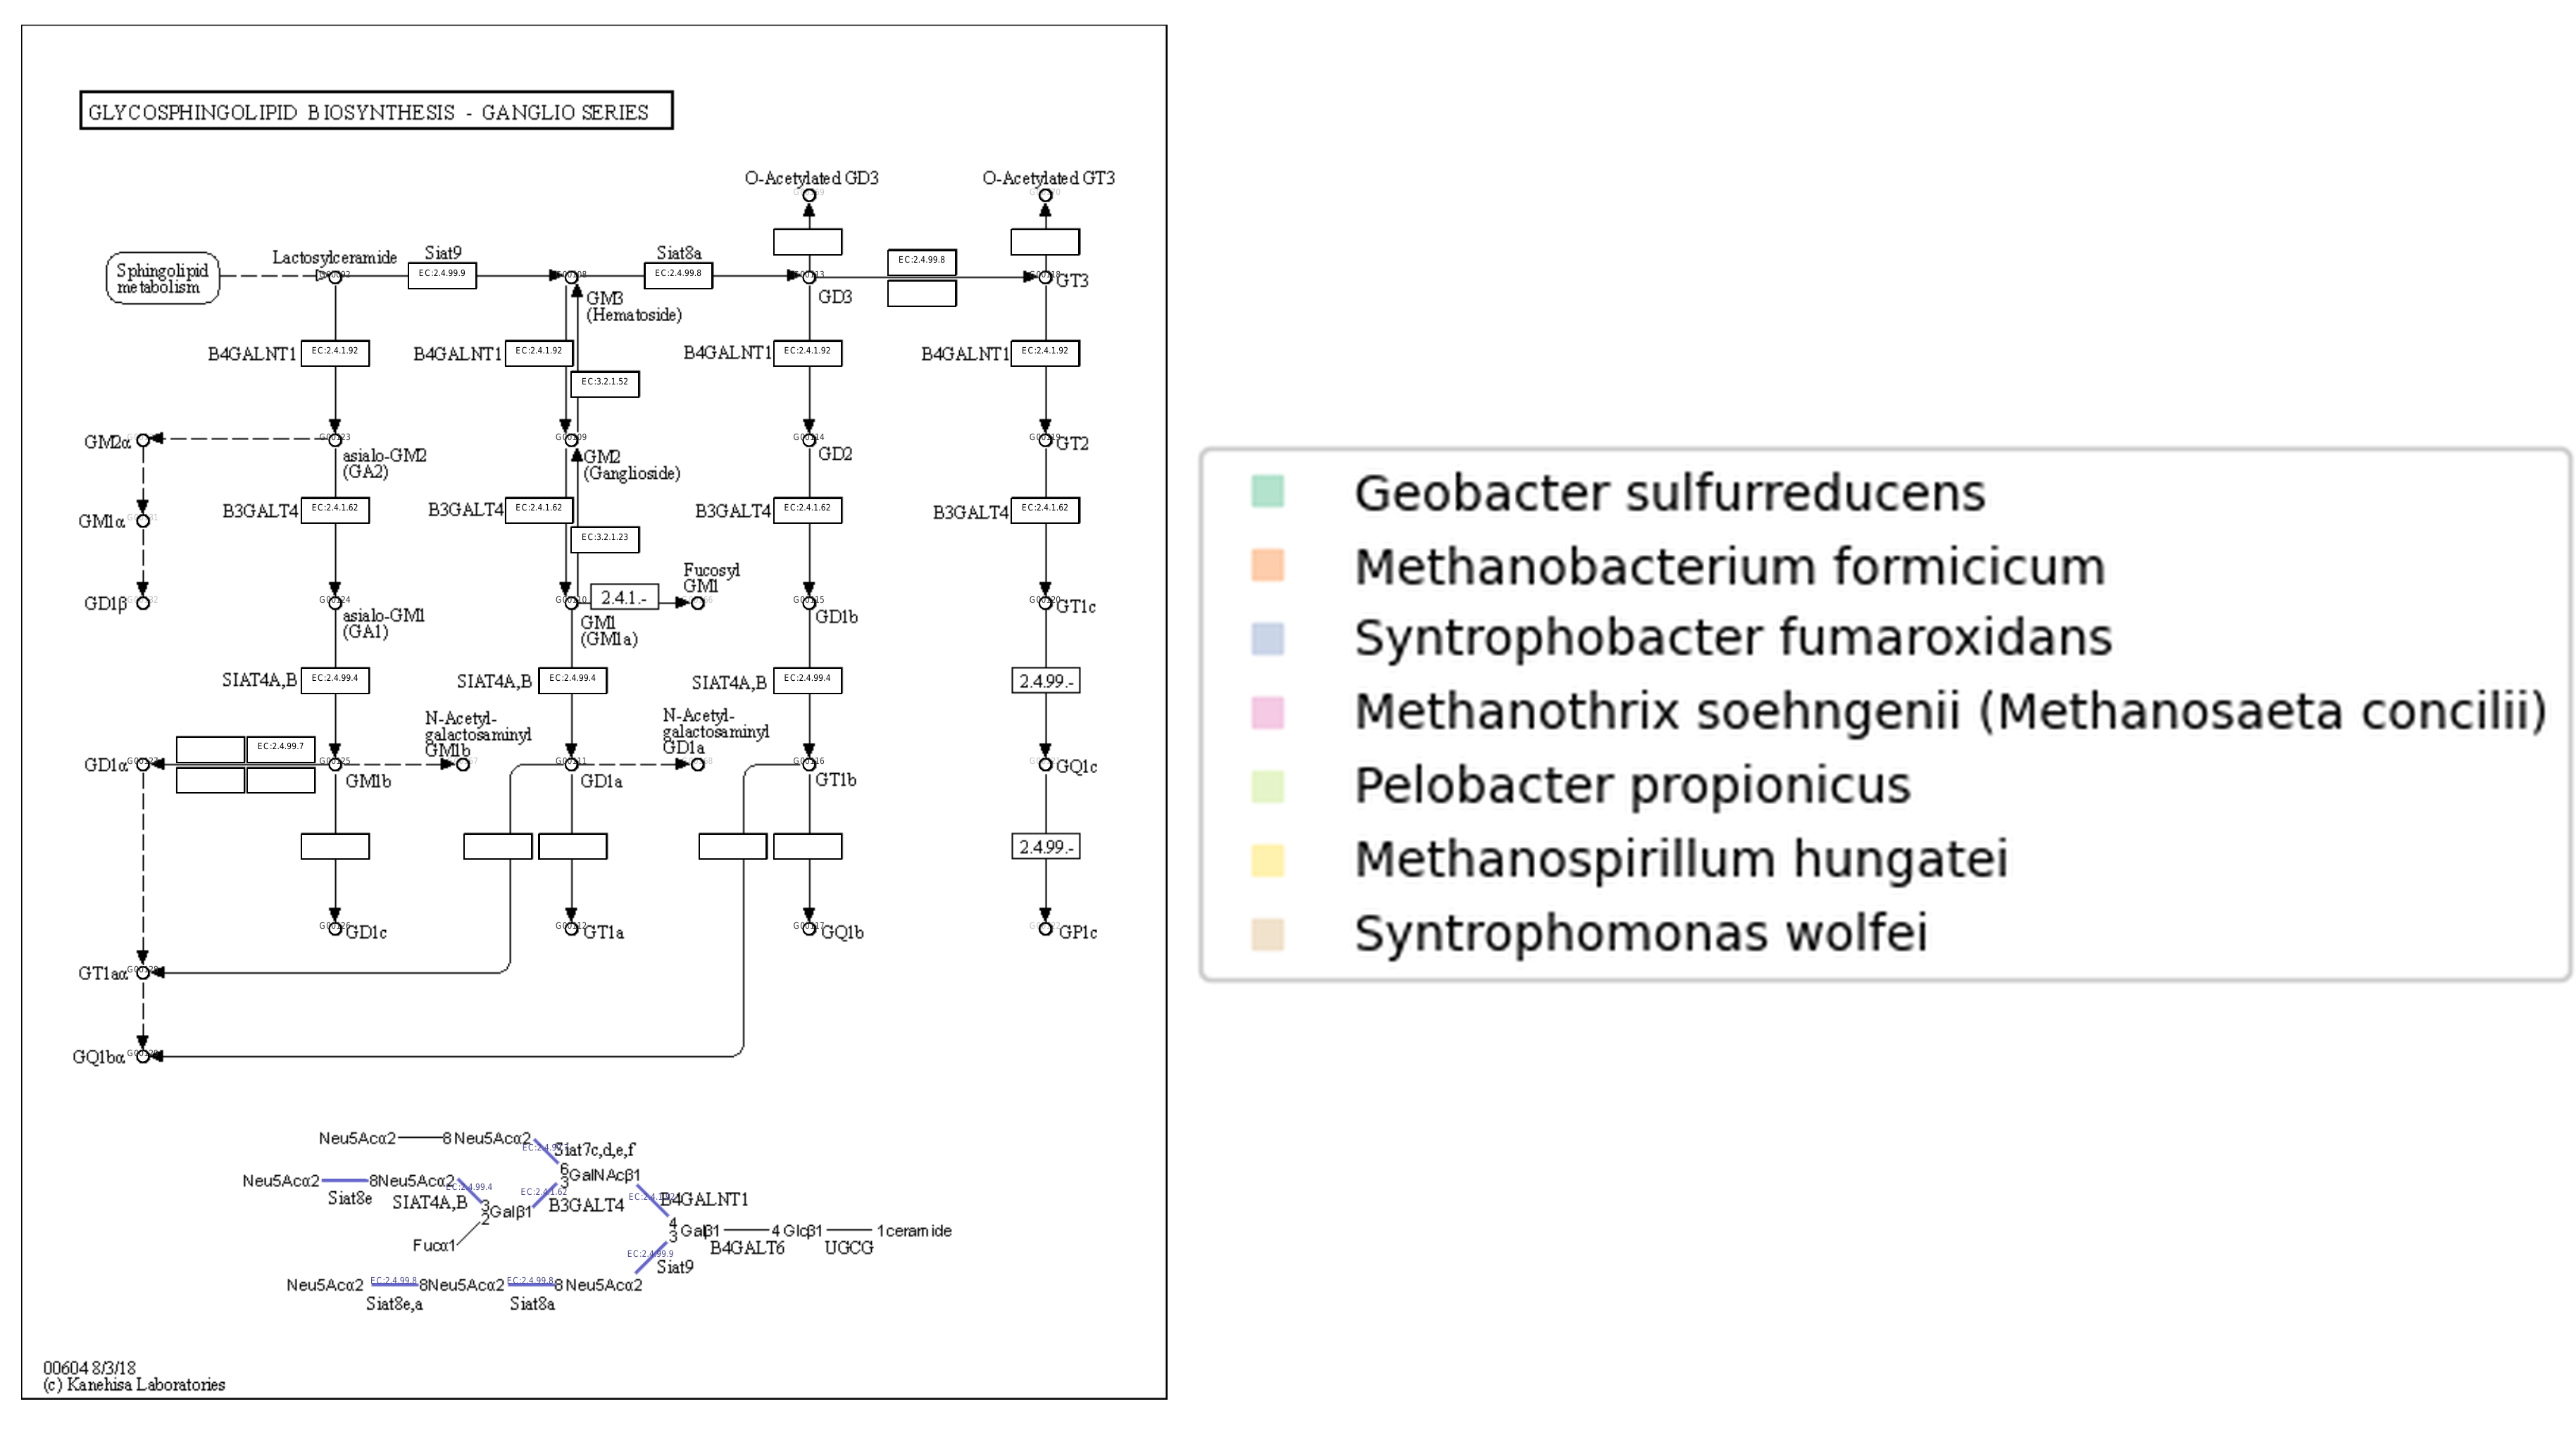 GLYCOSPHINGOLIPID BIOSYNTHESIS - GANGLIO SERIES
O-Acetylated GD3
O-Acetylated GT3
Sphingolipid
metabolism
Lactosylceramide
Siat9
EC:2.4.99.9
Siat8a
EC:2.4.99.8
EC:2.4.99.8
GM3
(Hematoside)
GD3
GT3
B4GALNT1
EC:2.4.1.92
B4GALNT1
EC:2.4.1.92
B4GALNT1
EC:2.4.1.92
B4GALNT1
EC:2.4.1.92
EC:3.2.1.52
GM2α
asialo-GM2
(GA2)
GM2
(Ganglioside)
GD2
GT2
GM1α
B3GALT4
EC:2.4.1.62
B3GALT4
EC:2.4.1.62
B3GALT4
EC:2.4.1.62
B3GALT4
EC:2.4.1.62
EC:3.2.1.23
Fucosyl
GM1
2.4.1.-
GD1β
asialo-GM1
(GA1)
GM1
(GM1a)
GD1b
GT1c
SIAT4A,B
EC:2.4.99.4
SIAT4A,B
EC:2.4.99.4
SIAT4A,B
EC:2.4.99.4
2.4.99.-
N-Acetyl-
galactosaminyl
GM1b
N-Acetyl-
galactosaminyl
GD1a
EC:2.4.99.7
GD1α
GM1b
GD1a
GT1b
GQ1c
2.4.99.-
GD1c
GT1a
GQ1b
GP1c
GT1aα
GQ1bα
Neu5Acα2
8 Neu5Acα2
Siat7c,d,e,f
6
3
GalNAcβ1
Neu5Acα2
8Neu5Acα2
EC:2.4.99.4
Siat8e
SIAT4A,B
3
2
Galβ1
EC:2.4.1.62
B3GALT4
B4GALNT1
Fucα1
4
3
Galβ1
4 Glcβ1
1ceramide
B4GALT6
UGCG
EC:2.4.99.9
Siat9
Neu5Acα2
EC:2.4.99.8
8Neu5Acα2
EC:2.4.99.8
8 Neu5Acα2
Siat8e,a
Siat8a
00604 8/3/18
(c) Kanehisa Laboratories
Geobacter sulfurreducens
Methanobacterium formicicum
Syntrophobacter fumaroxidans
Methanothrix soehngenii (Methanosaeta concilii)
Pelobacter propionicus
Methanospirillum hungatei
Syntrophomonas wolfei